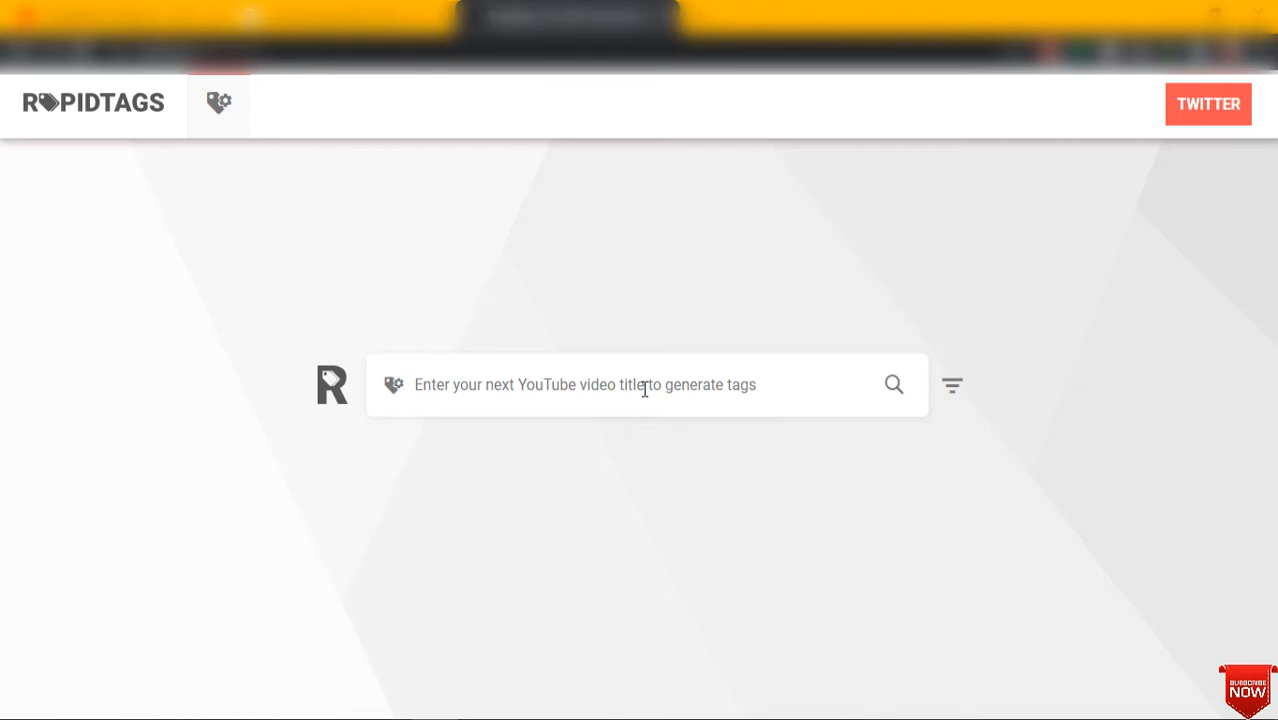 RAPIDTAGS
TWITTER
R
Enter your next YouTube video title to generate tags
SUBSCRIBE
NOW